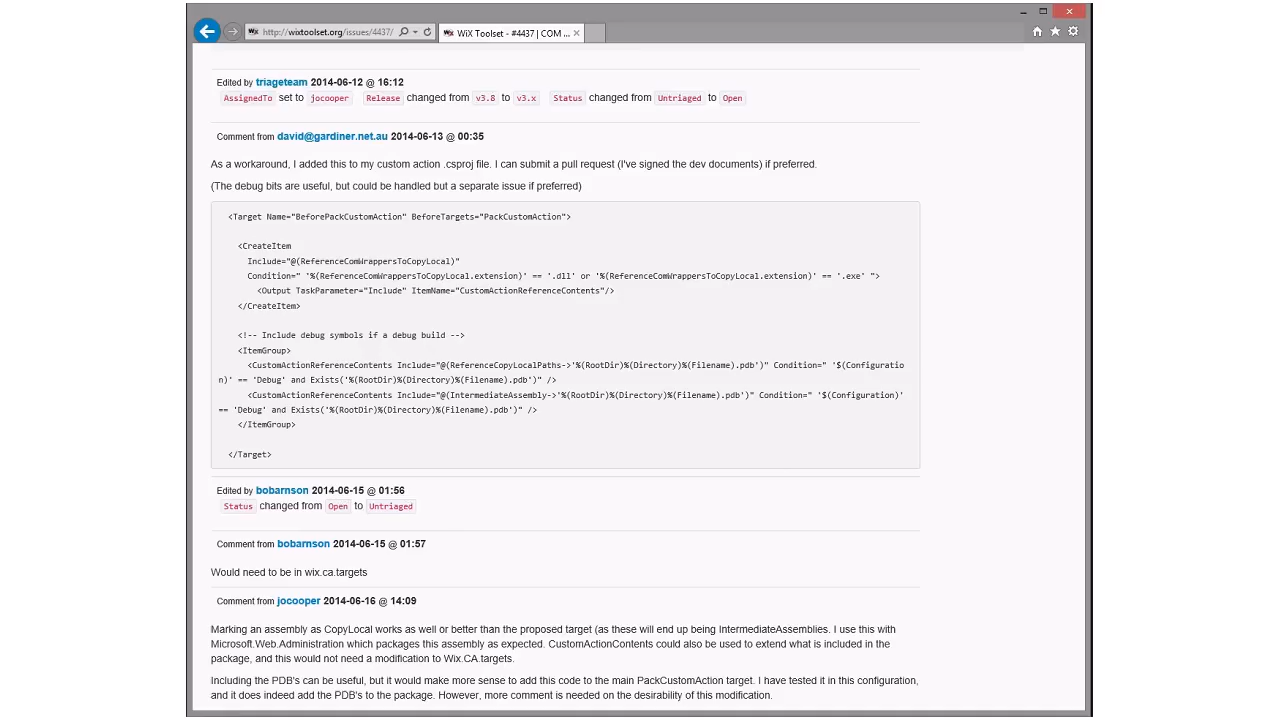 http://wixtoolset.org/issues/4437/
WiX Toolset - #4437 | COM ...
Edited by triageteam 2014-06-12 @ 16:12
AssignedTo set to jocooper Release changed from v3.8 to v3.x Status changed from Untriaged to Open
Comment from david@gardiner.net.au 2014-06-13 @ 00:35
As a workaround, I added this to my custom action .csproj file. I can submit a pull request (I've signed the dev documents) if preferred.
(The debug bits are useful, but could be handled but a separate issue if preferred)
<Target Name="BeforePackCustomAction" BeforeTargets="PackCustomAction">
<CreateItem
Include="@(ReferenceComWrappersToCopyLocal)"
Condition=" '%(ReferenceComWrappersToCopyLocal.extension)' == '.dll' or '%(ReferenceComWrappersToCopyLocal.extension)' == '.exe' ">
<Output TaskParameter="Include" ItemName="CustomActionReferenceContents"/>
</CreateItem>
<!-- Include debug symbols if a debug build -->
<ItemGroup>
<CustomActionReferenceContents Include="@(ReferenceCopyLocalPaths->'%(RootDir)%(Directory)%(Filename).pdb')" Condition=" '$(Configuratio
n)' == 'Debug' and Exists('%(RootDir)%(Directory)%(Filename).pdb')" />
<CustomActionReferenceContents Include="@(IntermediateAssembly->'%(RootDir)%(Directory)%(Filename).pdb')" Condition=" '$(Configuration)'
== 'Debug' and Exists('%(RootDir)%(Directory)%(Filename).pdb')" />
</ItemGroup>
</Target>
Edited by bobarnson 2014-06-15 @ 01:56
Status changed from Open to Untriaged
Comment from bobarnson 2014-06-15 @ 01:57
Would need to be in wix.ca.targets
Comment from jocooper 2014-06-16 @ 14:09
Marking an assembly as CopyLocal works as well or better than the proposed target (as these will end up being IntermediateAssemblies. I use this with
Microsoft.Web.Administration which packages this assembly as expected. CustomActionContents could also be used to extend what is included in the
package, and this would not need a modification to Wix.CA.targets.
Including the PDB's can be useful, but it would make more sense to add this code to the main PackCustomAction target. I have tested it in this configuration,
and it does indeed add the PDB's to the package. However, more comment is needed on the desirability of this modification.